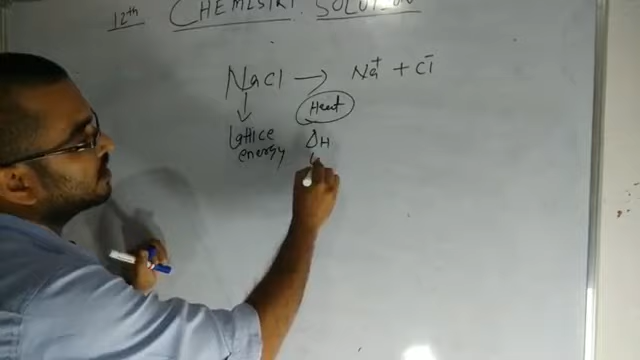 12th CHEMISTRY SOLUTION
NaCl → Na⁺ + Cl⁻
Heat
Lattice
energy
ΔH